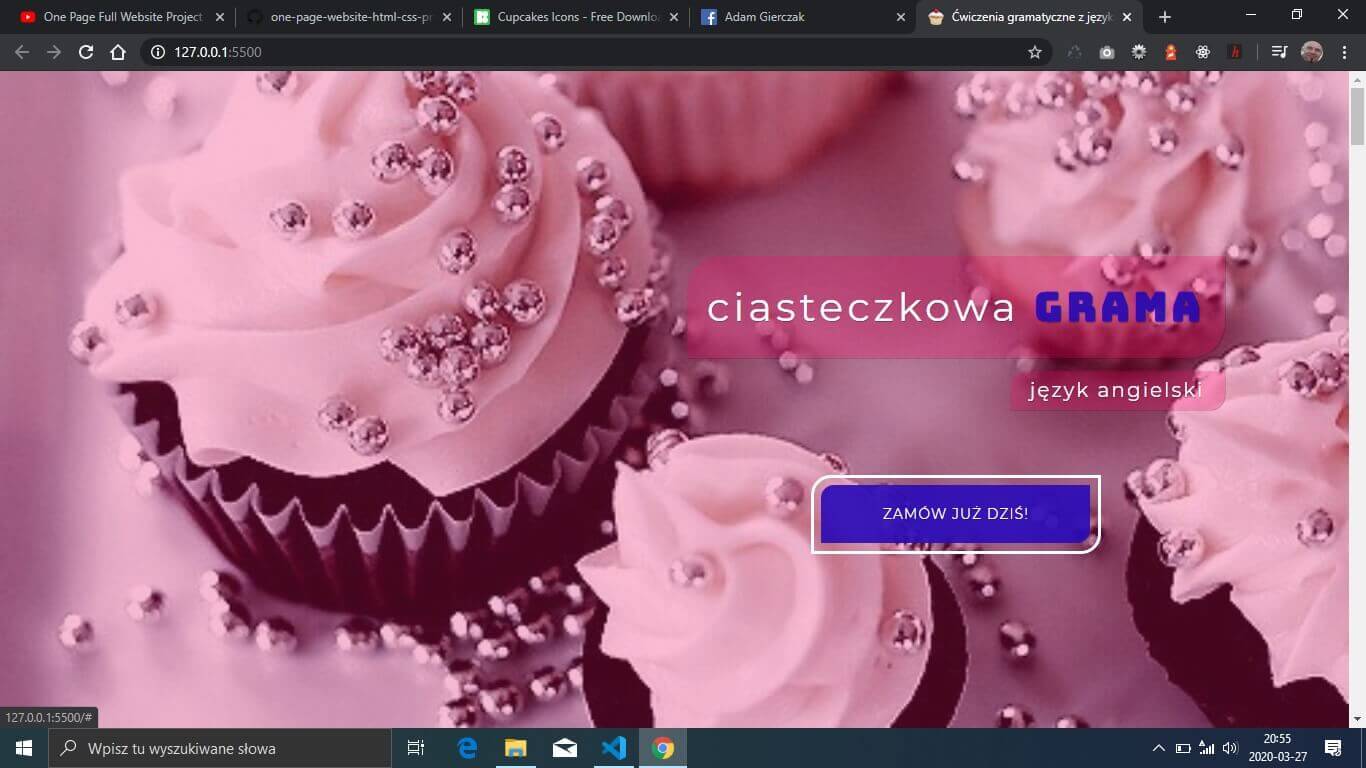 One Page Full Website Project
one-page-website-html-css-pr
Cupcakes Icons - Free Downlo
Adam Gierczak
Ćwiczenia gramatyczne z język
127.0.0.1:5500
ciasteczkowa GRAMA
język angielski
ZAMÓW JUŻ DZIŚ!
127.0.0.1:5500/#
Wpisz tu wyszukiwane słowa
20:55
2020-03-27